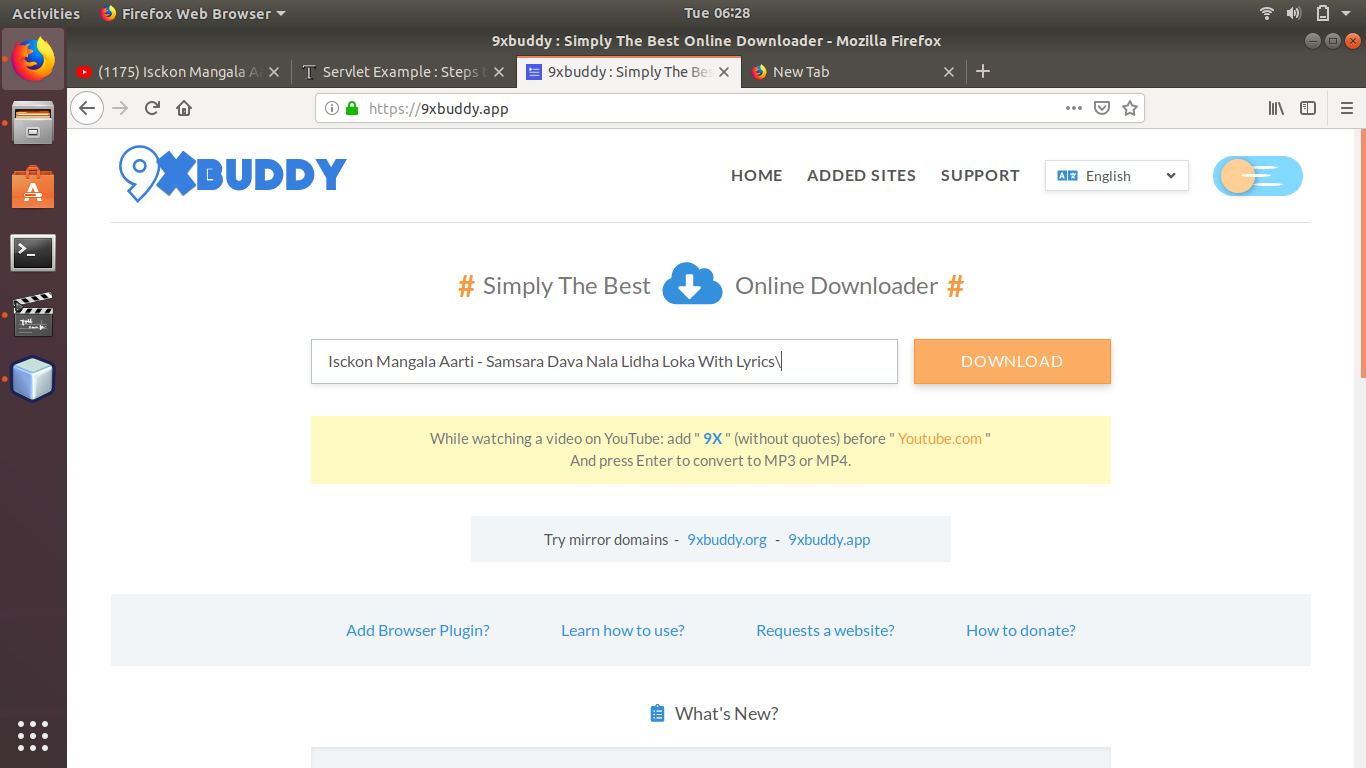 Activities
Firefox Web Browser
Tue 06:28
9xbuddy : Simply The Best Online Downloader - Mozilla Firefox
(1175) Isckon Mangala A
Servlet Example : Steps
9xbuddy : Simply The Be
New Tab
https://9xbuddy.app
9XBUDDY
HOME
ADDED SITES
SUPPORT
English
# Simply The Best Online Downloader #
Isckon Mangala Aarti - Samsara Dava Nala Lidha Loka With Lyrics\
DOWNLOAD
While watching a video on YouTube: add " 9X " (without quotes) before " Youtube.com "
And press Enter to convert to MP3 or MP4.
Try mirror domains - 9xbuddy.org - 9xbuddy.app
Add Browser Plugin?
Learn how to use?
Requests a website?
How to donate?
What's New?